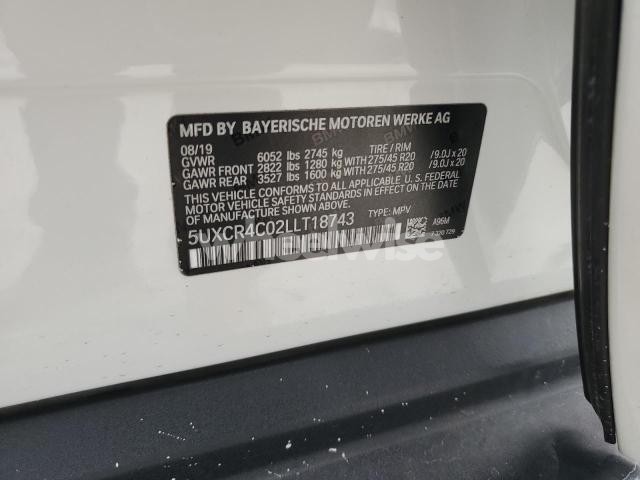 MFD BY BAYERISCHE MOTOREN WERKE AG
08/19 TIRE / RIM
GVWR 6052 lbs 2745 kg
GAWR FRONT 2822 lbs 1280 kg WITH 275/45 R20 /9.0J x 20
GAWR REAR 3527 lbs 1600 kg WITH 275/45 R20 /9.0J x 20
THIS VEHICLE CONFORMS TO ALL APPLICABLE U.S. FEDERAL
MOTOR VEHICLE SAFETY STANDARDS IN EFFECT ON THE DATE OF
MANUFACTURE SHOWN ABOVE.
5UXCR4C02LLT18743 TYPE: MPV
A96M
7 320 729